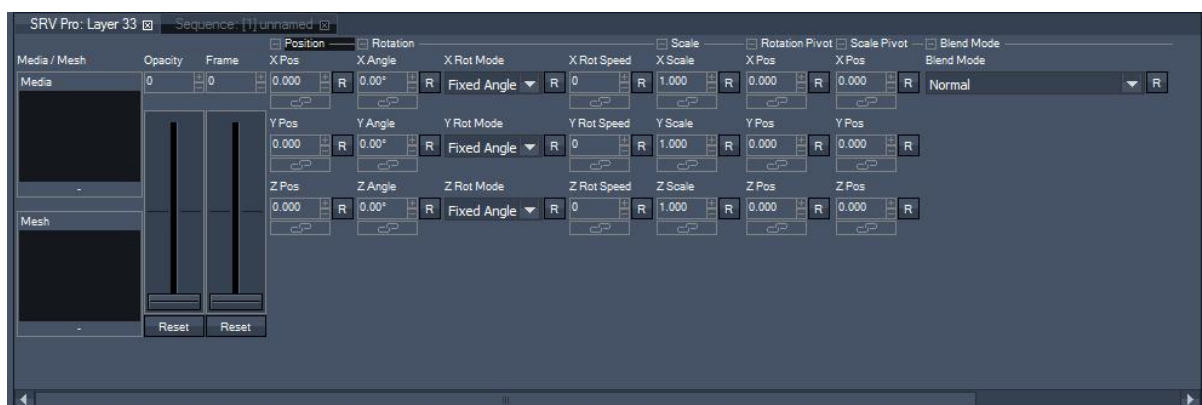 SRV Pro: Layer 33 Sequence: [1] unnamed
Position Rotation Scale Rotation Pivot Scale Pivot Blend Mode
Media / Mesh Opacity Frame X Pos X Angle X Rot Mode X Rot Speed X Scale X Pos X Pos Blend Mode
Media 0 0 0.000 R 0.00° R Fixed Angle R 0 R 1.000 R 0.000 R 0.000 R Normal R
Y Pos Y Angle Y Rot Mode Y Rot Speed Y Scale Y Pos Y Pos
0.000 R 0.00° R Fixed Angle R 0 R 1.000 R 0.000 R 0.000 R
-
Z Pos Z Angle Z Rot Mode Z Rot Speed Z Scale Z Pos Z Pos
0.000 R 0.00° R Fixed Angle R 0 R 1.000 R 0.000 R 0.000 R
Mesh
- Reset Reset